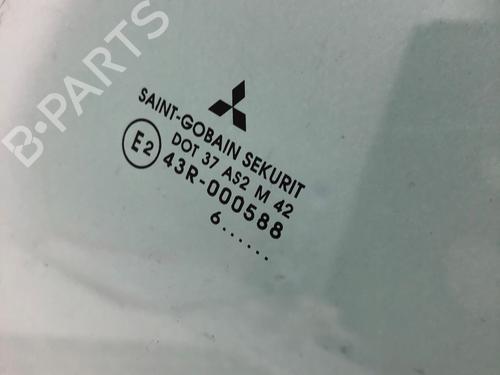 B-PARTS
SAINT-GOBAIN SEKURIT
DOT 37 AS2 M 42
E2 43R-000588
6......